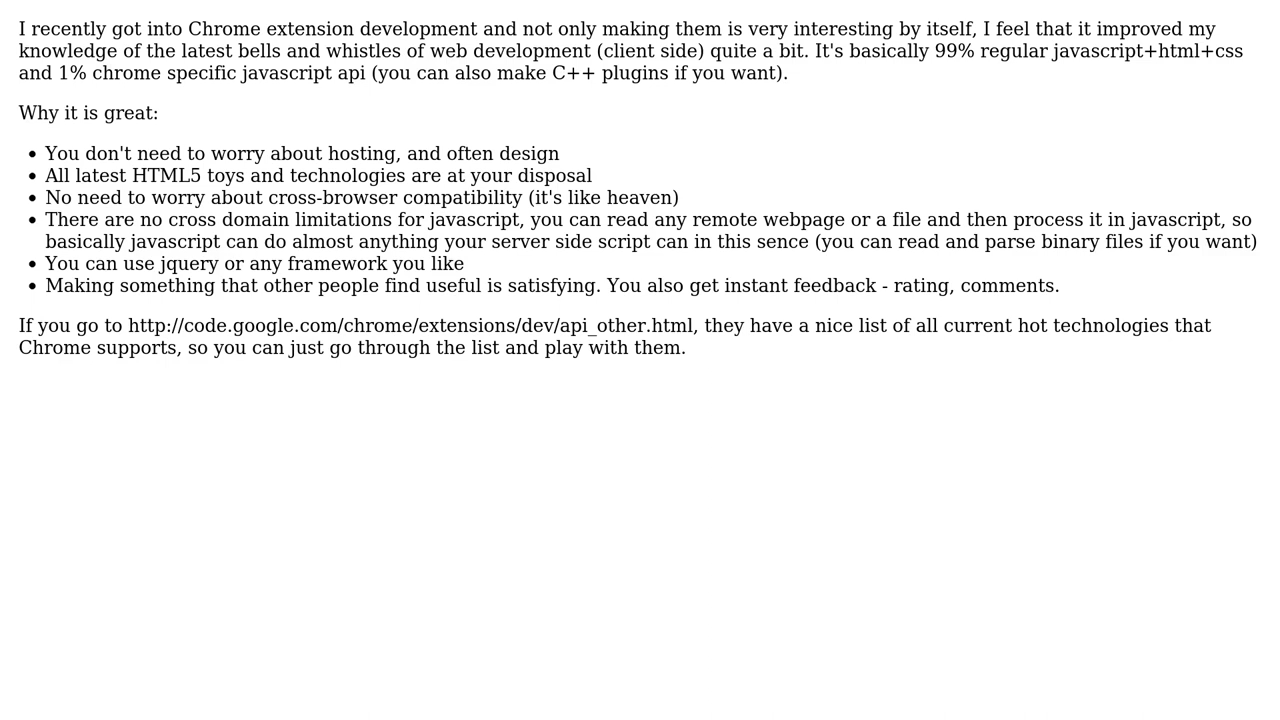 I recently got into Chrome extension development and not only making them is very interesting by itself, I feel that it improved my
knowledge of the latest bells and whistles of web development (client side) quite a bit. It's basically 99% regular javascript+html+css
and 1% chrome specific javascript api (you can also make C++ plugins if you want).
Why it is great:
• You don't need to worry about hosting, and often design
• All latest HTML5 toys and technologies are at your disposal
• No need to worry about cross-browser compatibility (it's like heaven)
• There are no cross domain limitations for javascript, you can read any remote webpage or a file and then process it in javascript, so
basically javascript can do almost anything your server side script can in this sence (you can read and parse binary files if you want)
• You can use jquery or any framework you like
• Making something that other people find useful is satisfying. You also get instant feedback - rating, comments.
If you go to http://code.google.com/chrome/extensions/dev/api_other.html, they have a nice list of all current hot technologies that
Chrome supports, so you can just go through the list and play with them.